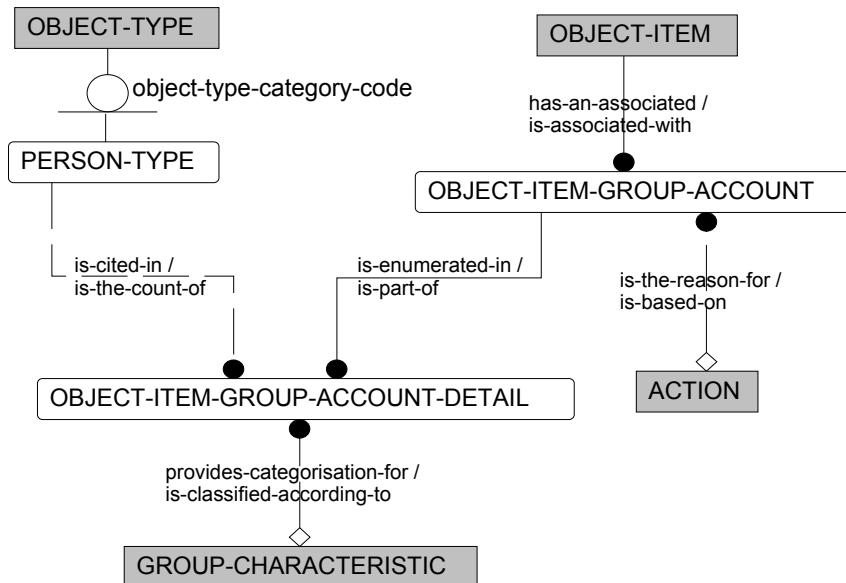 OBJECT-TYPE
OBJECT-ITEM
object-type-category-code
has-an-associated /
is-associated-with
PERSON-TYPE
OBJECT-ITEM-GROUP-ACCOUNT
is-cited-in /
is-the-count-of
is-enumerated-in /
is-part-of
is-the-reason-for /
is-based-on
OBJECT-ITEM-GROUP-ACCOUNT-DETAIL
ACTION
provides-categorisation-for /
is-classified-according-to
GROUP-CHARACTERISTIC